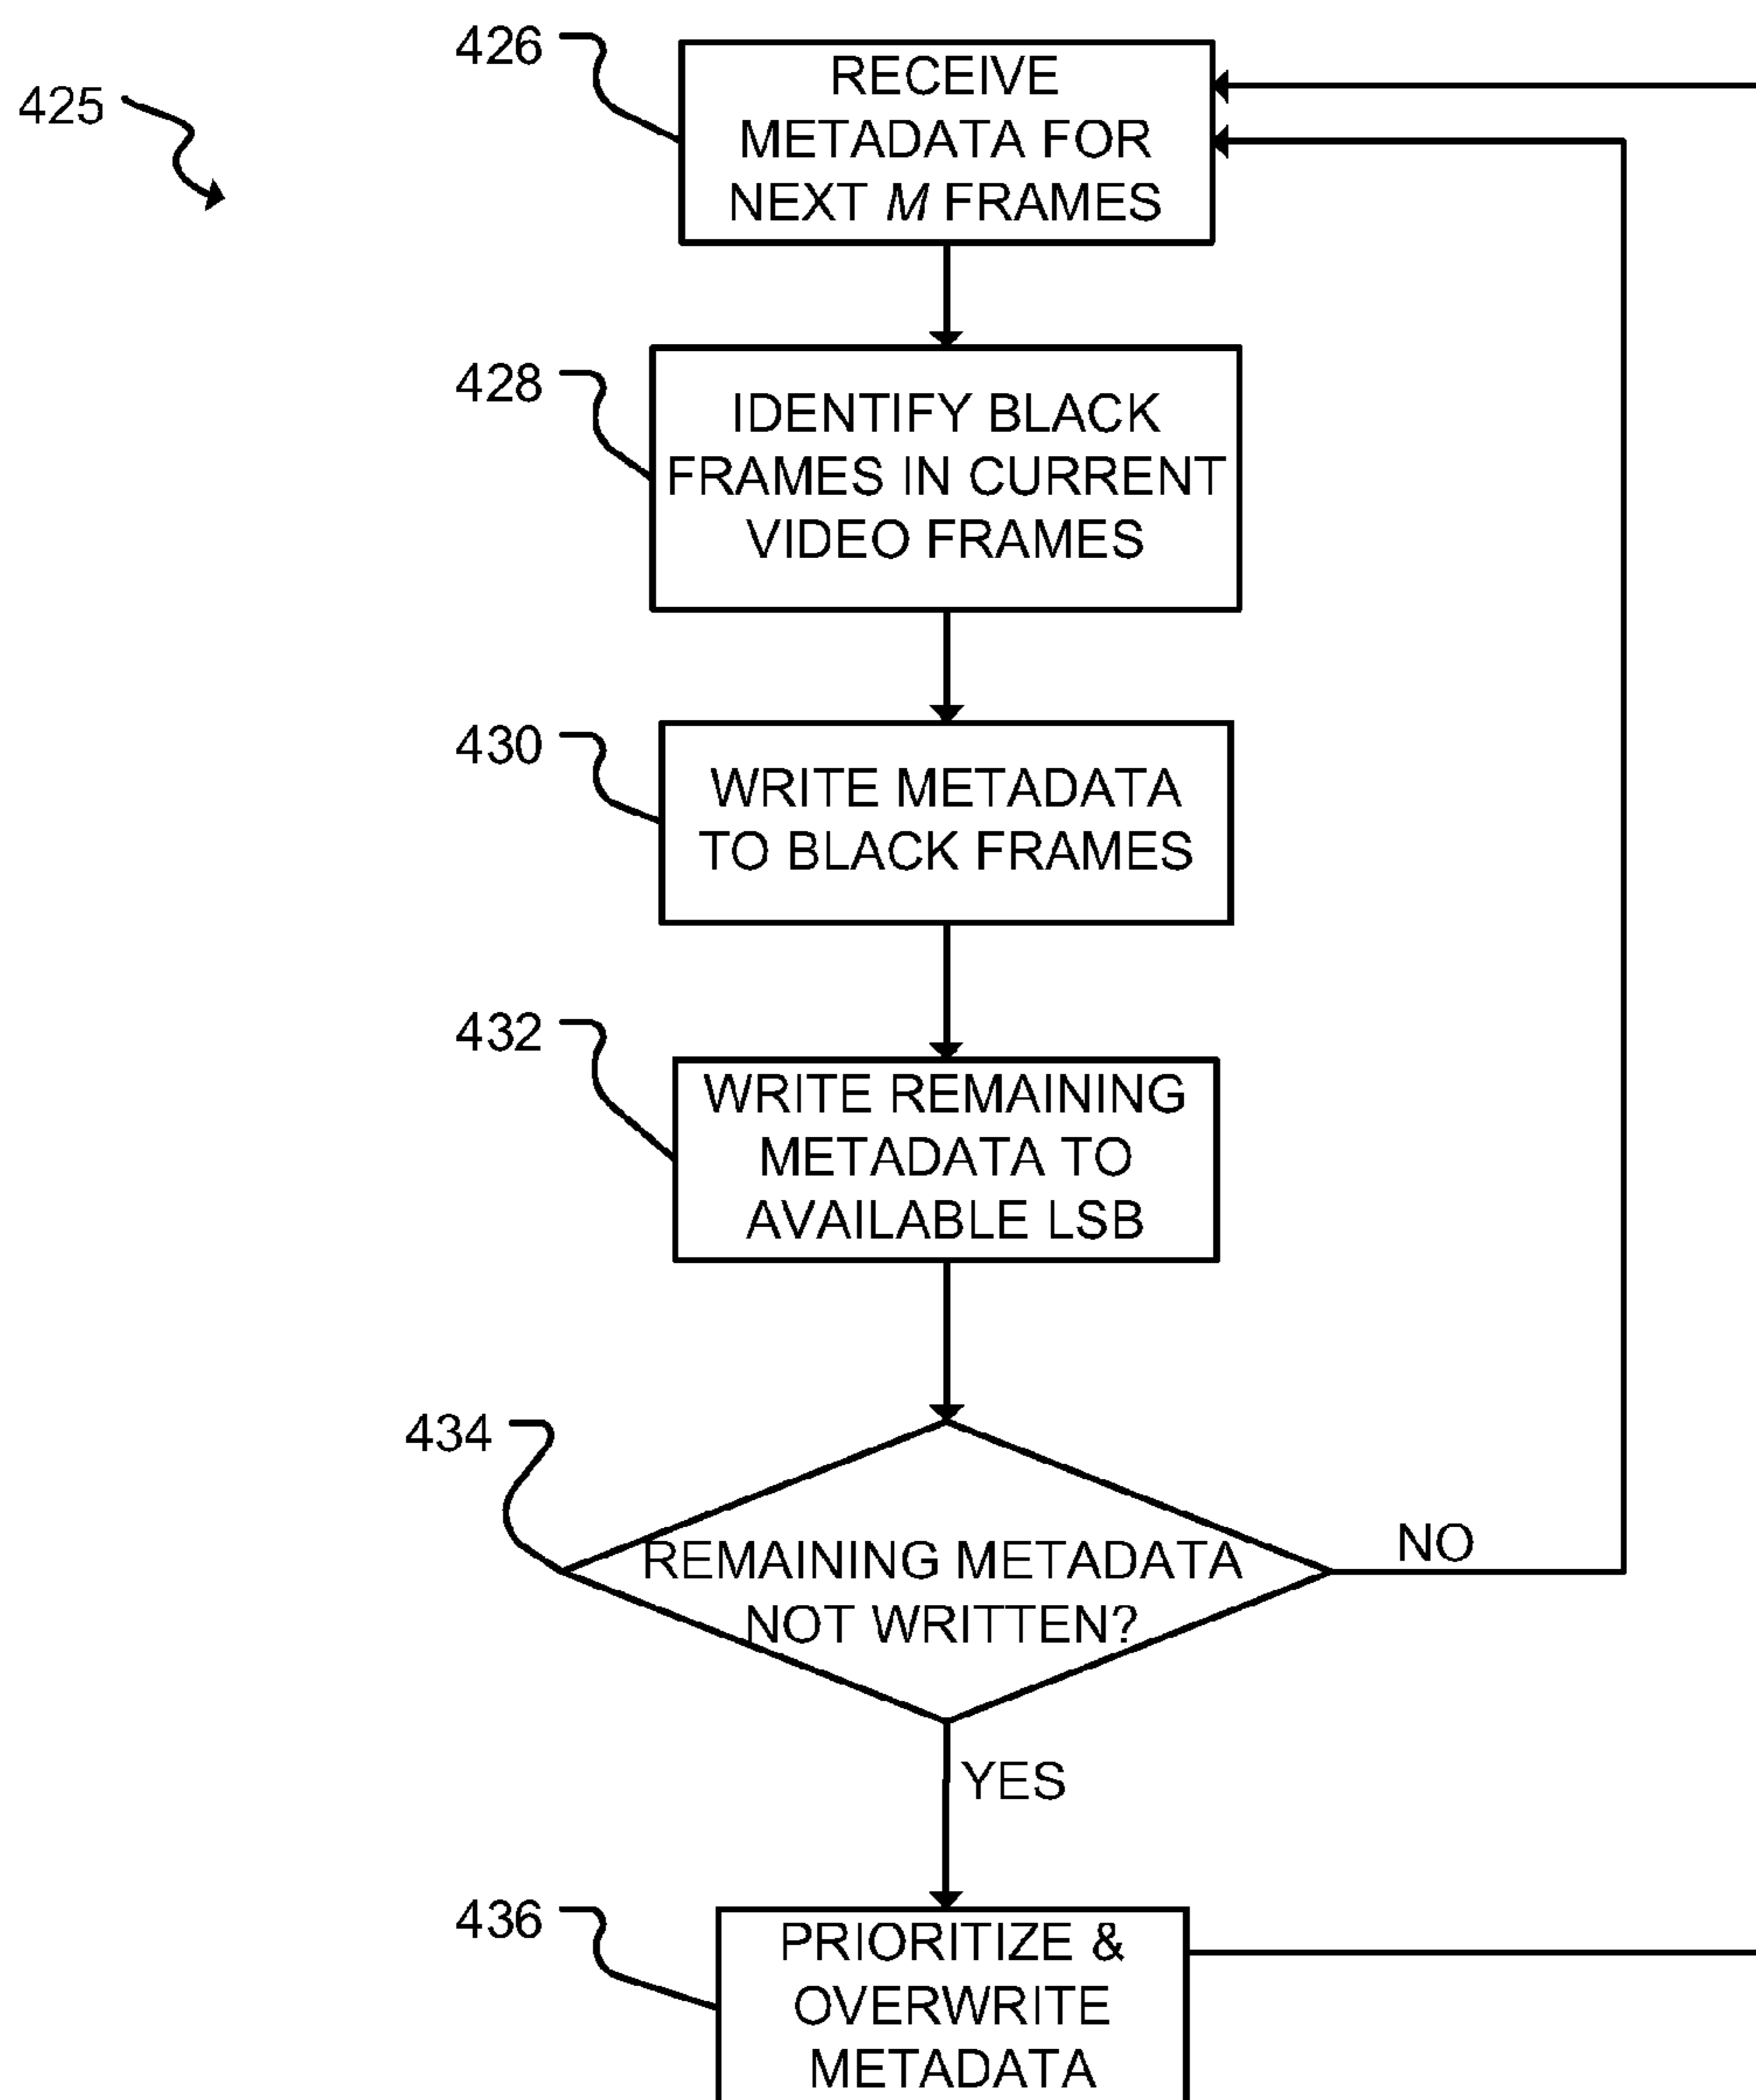 426
RECEIVE
METADATA FOR
NEXT M FRAMES
425
428
IDENTIFY BLACK
FRAMES IN CURRENT
VIDEO FRAMES
430
WRITE METADATA
TO BLACK FRAMES
432
WRITE REMAINING
METADATA TO
AVAILABLE LSB
434
REMAINING METADATA
NOT WRITTEN?
NO
YES
436
PRIORITIZE &
OVERWRITE
METADATA